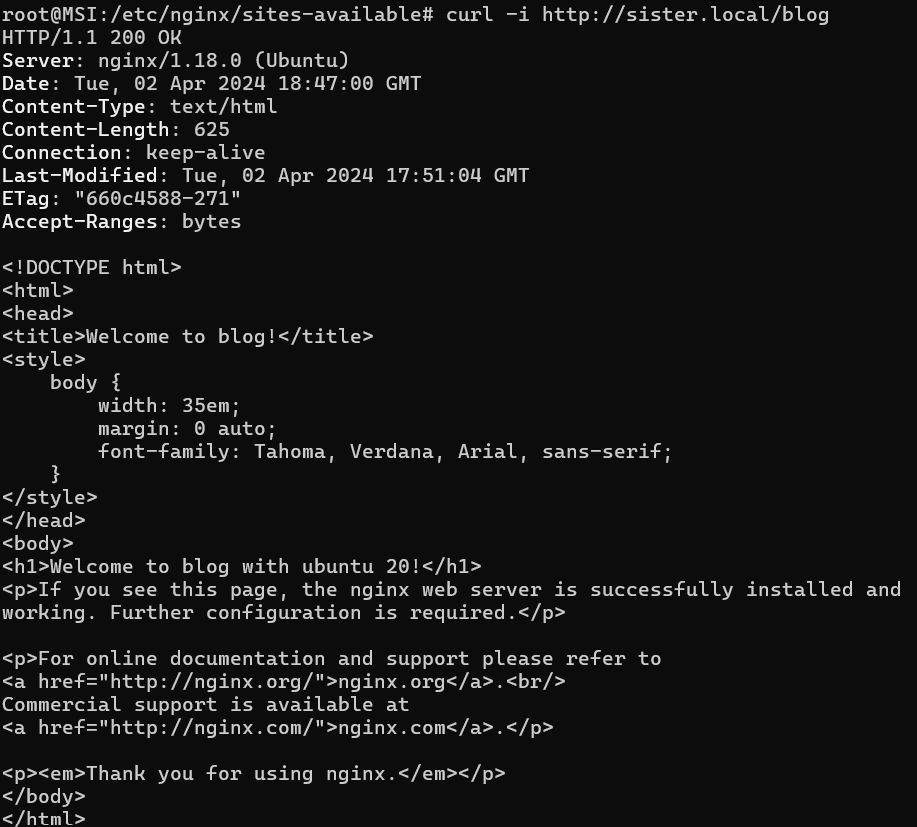 root@MSI:/etc/nginx/sites-available# curl -i http://sister.local/blog
HTTP/1.1 200 OK
Server: nginx/1.18.0 (Ubuntu)
Date: Tue, 02 Apr 2024 18:47:00 GMT
Content-Type: text/html
Content-Length: 625
Connection: keep-alive
Last-Modified: Tue, 02 Apr 2024 17:51:04 GMT
ETag: "660c4588-271"
Accept-Ranges: bytes

<!DOCTYPE html>
<html>
<head>
<title>Welcome to blog!</title>
<style>
    body {
        width: 35em;
        margin: 0 auto;
        font-family: Tahoma, Verdana, Arial, sans-serif;
    }
</style>
</head>
<body>
<h1>Welcome to blog with ubuntu 20!</h1>
<p>If you see this page, the nginx web server is successfully installed and
working. Further configuration is required.</p>

<p>For online documentation and support please refer to
<a href="http://nginx.org/">nginx.org</a>.<br/>
Commercial support is available at
<a href="http://nginx.com/">nginx.com</a>.</p>

<p><em>Thank you for using nginx.</em></p>
</body>
</html>